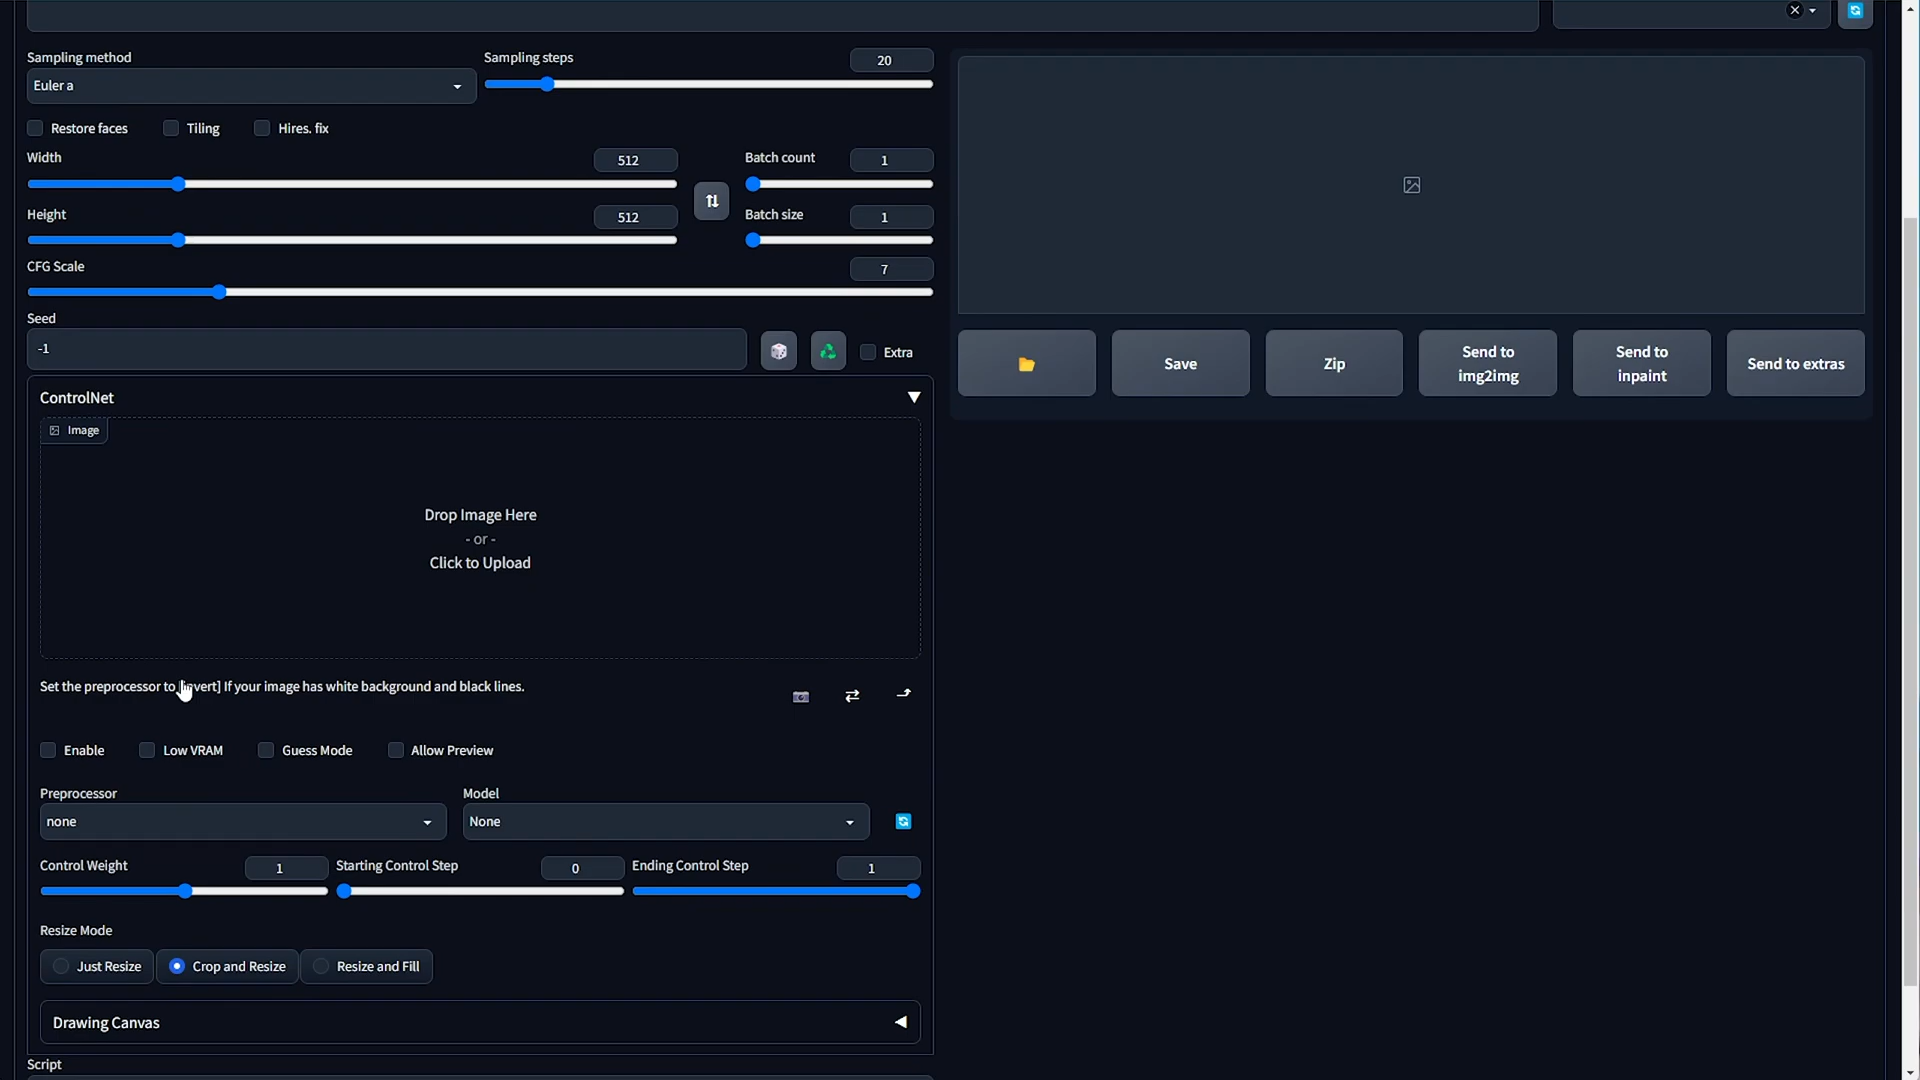 Sampling method
Sampling steps
20
Euler a
Restore faces
Tiling
Hires. fix
Width
512
Batch count
1
Height
512
Batch size
1
CFG Scale
7
Seed
-1
Extra
Save
Zip
Send to
img2img
Send to
inpaint
Send to extras
ControlNet
Image
Drop Image Here
- or -
Click to Upload
Set the preprocessor to vert] If your image has white background and black lines.
Enable
Low VRAM
Guess Mode
Allow Preview
Preprocessor
Model
none
None
Control Weight
1
Starting Control Step
0
Ending Control Step
1
Resize Mode
Just Resize
Crop and Resize
Resize and Fill
Drawing Canvas
Script